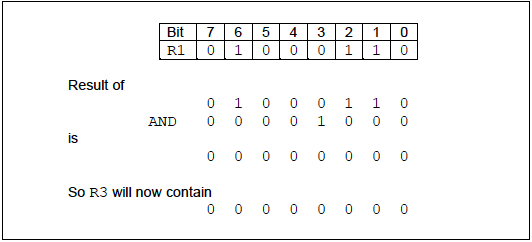 Bit 7 6 5 4 3 2 1 0
R1 0 1 0 0 0 1 1 0
Result of
0 1 0 0 0 1 1 0
AND 0 0 0 0 1 0 0 0
is
0 0 0 0 0 0 0 0
So R3 will now contain
0 0 0 0 0 0 0 0